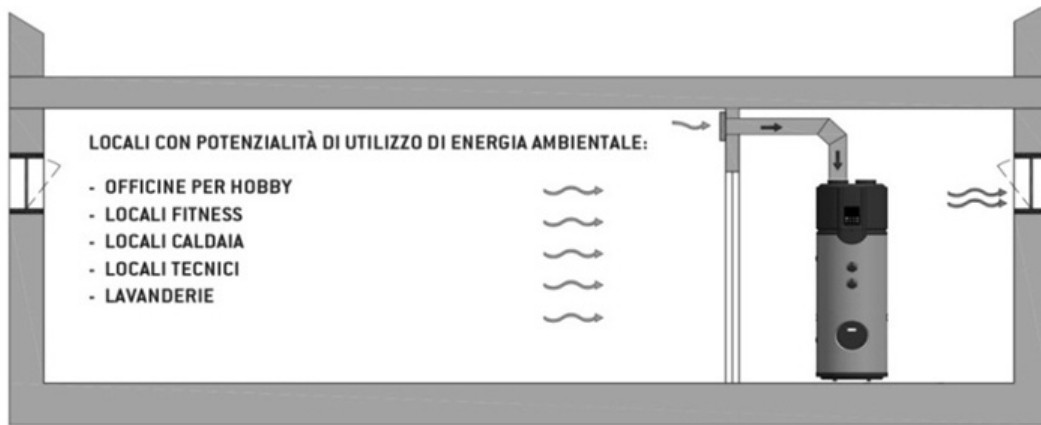 LOCALI CON POTENZIALITÀ DI UTILIZZO DI ENERGIA AMBIENTALE:
- OFFICINE PER HOBBY
- LOCALI FITNESS
- LOCALI CALDAIA
- LOCALI TECNICI
- LAVANDERIE